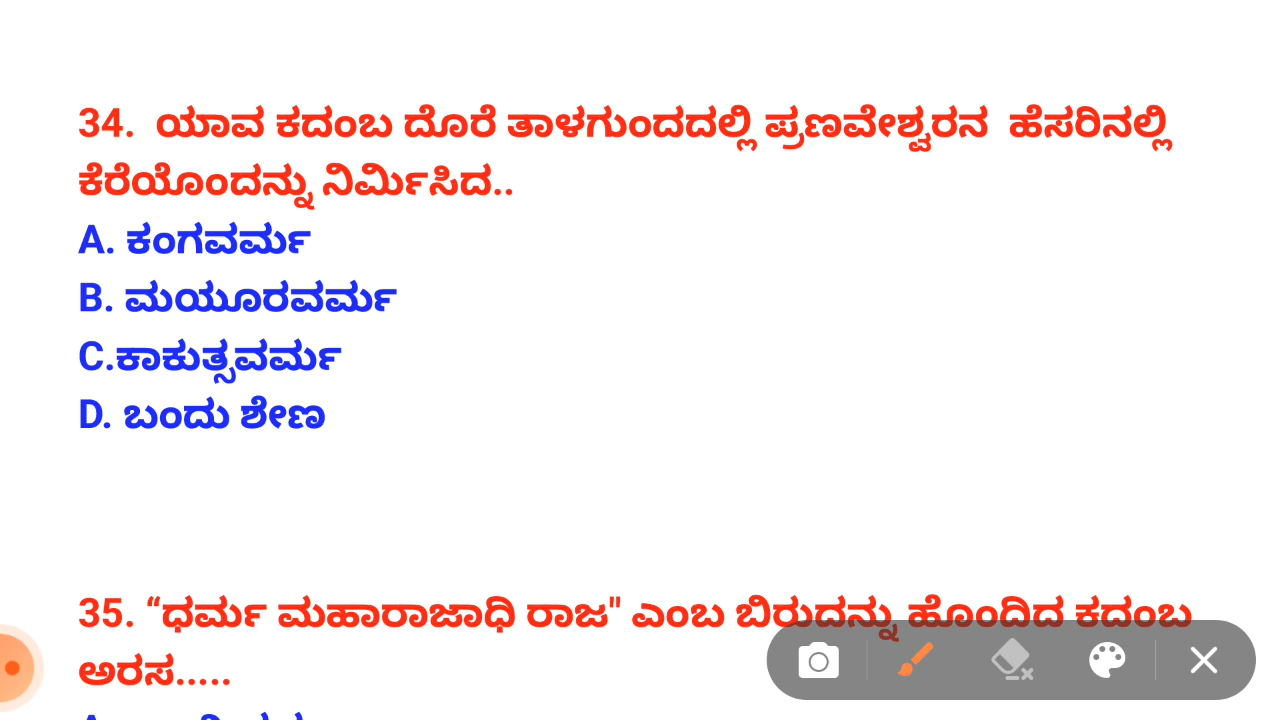 34. ಯಾವ ಕದಂಬ ದೊರೆ ತಾಳಗುಂದದಲ್ಲಿ ಪ್ರಣವೇಶ್ವರನ ಹೆಸರಿನಲ್ಲಿ
ಕೆರೆಯೊಂದನ್ನು ನಿರ್ಮಿಸಿದ..
A. ಕಂಗವರ್ಮ
B. ಮಯೂರವರ್ಮ
C.ಕಾಕುತ್ಸವರ್ಮ
D. ಬಂದು ಶೇಣ
35. “ಧರ್ಮ ಮಹಾರಾಜಾಧಿ ರಾಜ" ಎಂಬ ಬಿರುದನ್ನು ಹೊಂದಿದ ಕದಂಬ
ಅರಸ.....